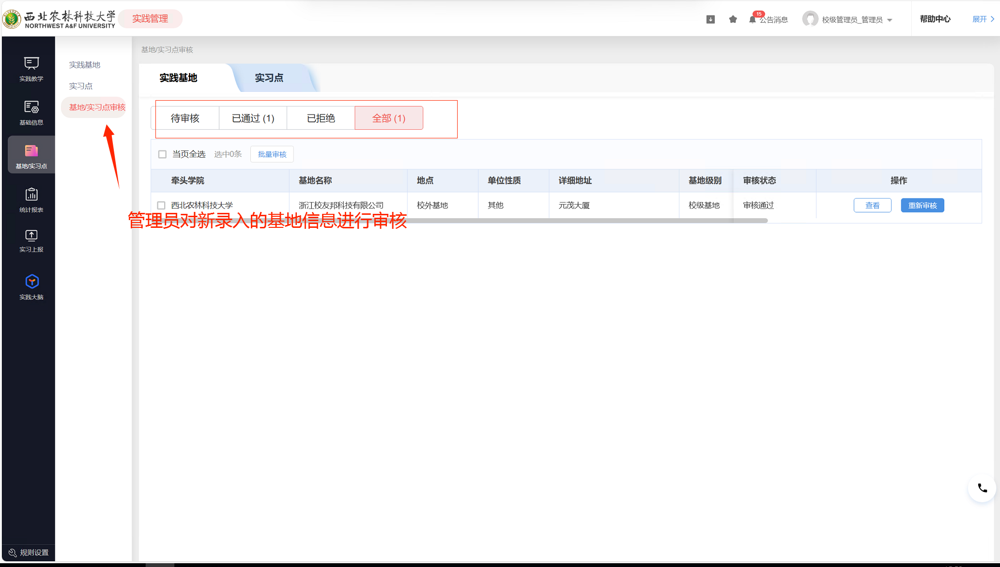 西北农林科技大学
NORTHWEST A&F UNIVERSITY
实践管理
15
公告消息
校级管理员_管理员
帮助中心
展开
实践教学
基础信息
基地/实习点
统计报表
实习上报
实践大脑
规则设置
实践基地
实习点
基地/实习点审核
基地/实习点审核
实践基地
实习点
待审核
已通过 (1)
已拒绝
全部 (1)
当页全选 选中0条 批量审核
牵头学院 基地名称 地点 单位性质 详细地址 基地级别 审核状态 操作
西北农林科技大学 浙江校友邦科技有限公司 校外基地 其他 元茂大厦 校级基地 审核通过 查看 重新审核
管理员对新录入的基地信息进行审核